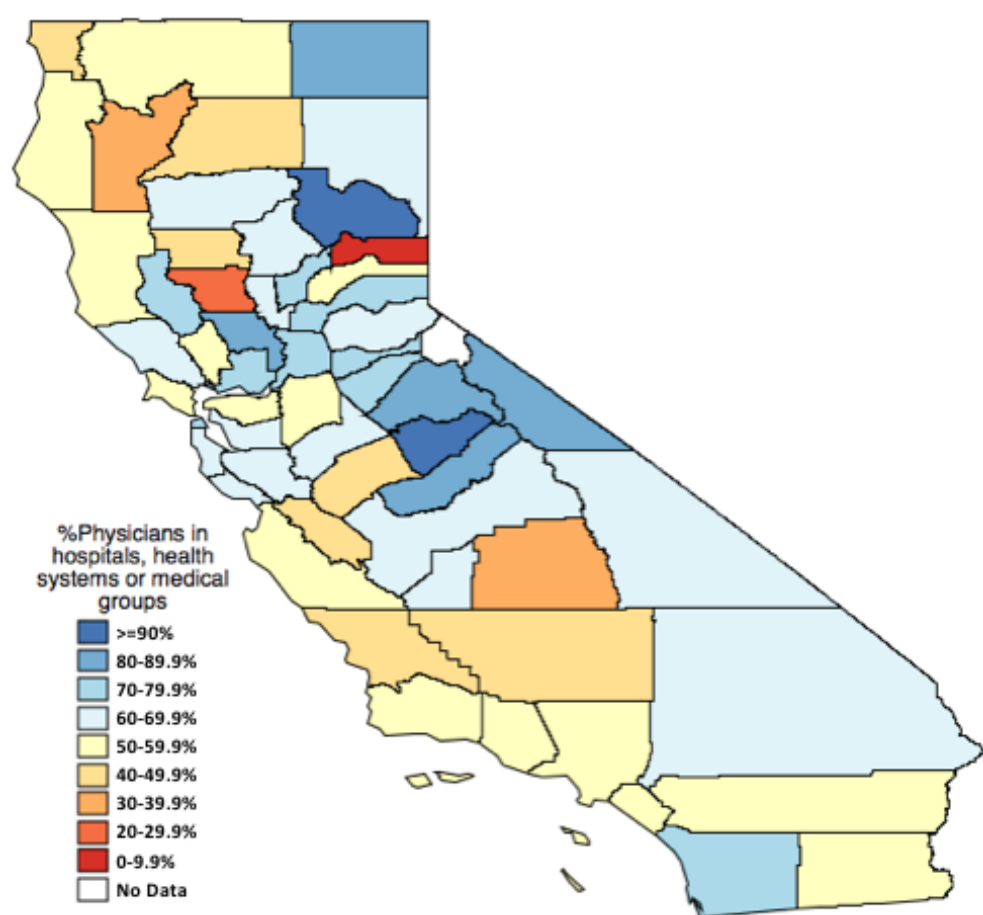 %Physicians in
hospitals, health
systems or medical
groups
>=90%
80-89.9%
70-79.9%
60-69.9%
50-59.9%
40-49.9%
30-39.9%
20-29.9%
0-9.9%
No Data